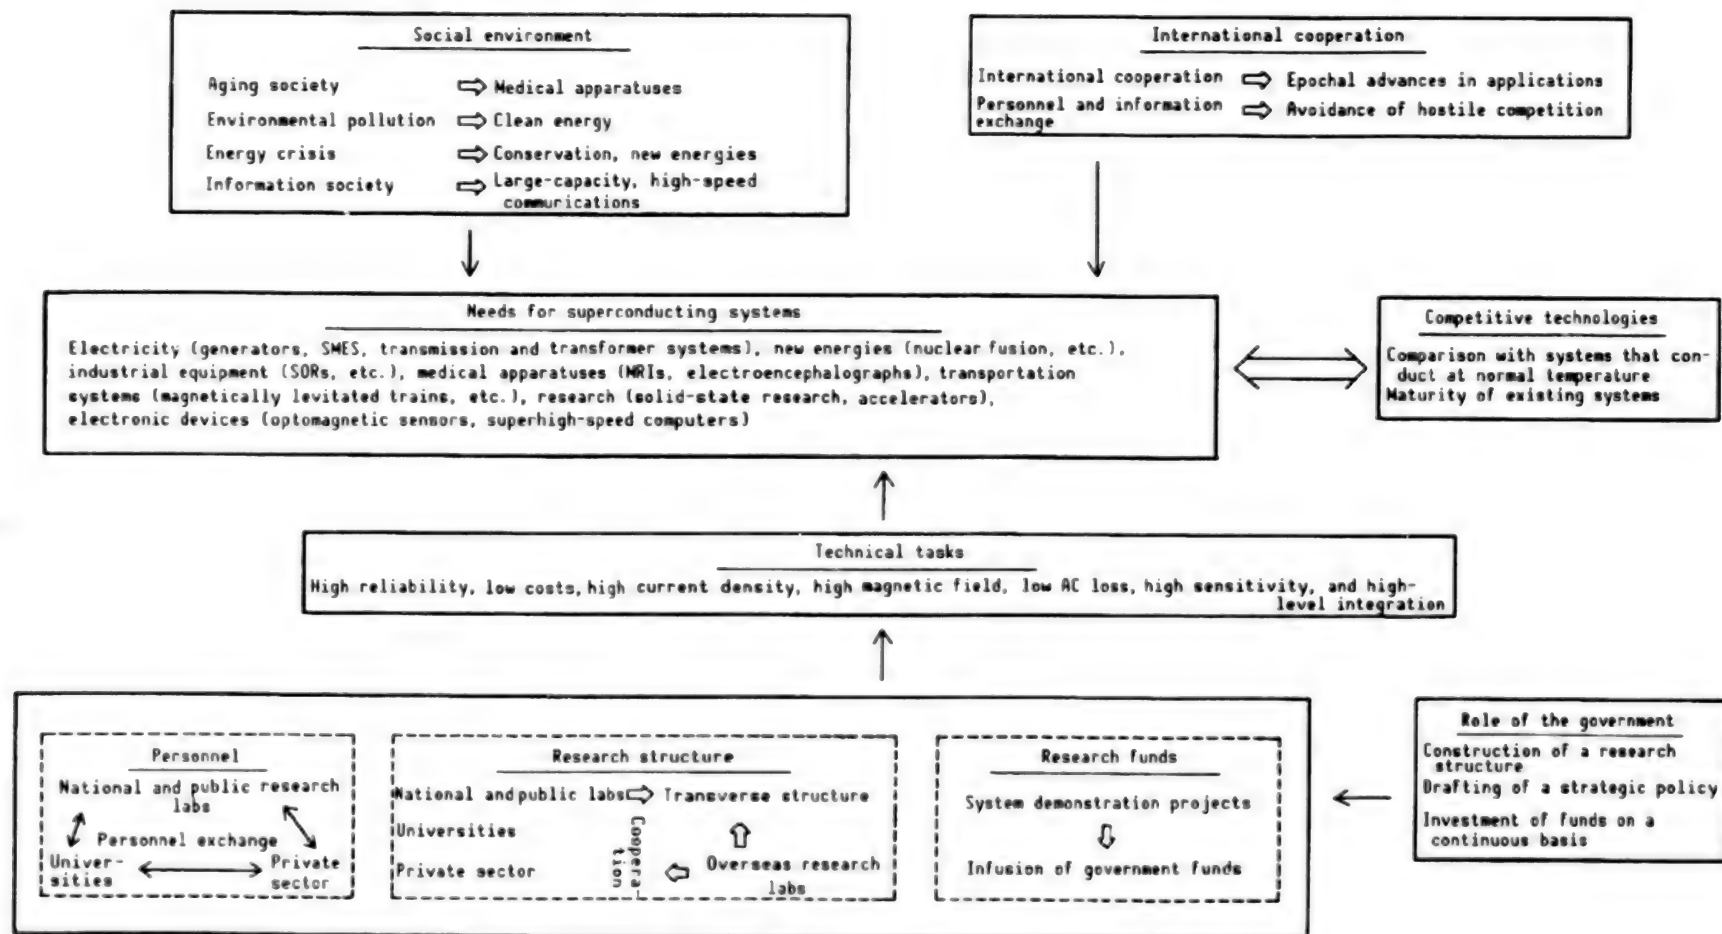 Social environment
Aging society ⇨ Medical apparatuses
Environmental pollution ⇨ Clean energy
Energy crisis ⇨ Conservation, new energies
Information society ⇨ Large-capacity, high-speed
commurications
International cooperation
International cooperation ⇨ Epochal advances in applications
Personnel and information ⇨ Avoidance of hostile competition
exchange
Needs for superconducting systems
Electricity (generators, SMES, transmission and transformer systems), new energies (nuclear fusion, etc.),
industrial equipment (SORs, etc.), medical apparatuses (MRIs, electroencephalographs), transportation
systems (magnetically levitated trains, etc.), research (solid-state research, accelerators),
electronic devices (optomagnetic sensors, superhigh-speed computers)
Competitive technologies
Comparison with systems that con-
duct at normal temperature
Maturity of existing systems
Technical tasks
High reliability, low costs, high current density, high magnetic field, low AC loss, high sensitivity, and high-
level integration
Personnel
National and public research
labs
Personnel exchange
Univer-
sities
Private
sector
Research structure
National and public labs ⇨ Transverse structure
Universities
Private sector
Coopera-
tion
Overseas research
labs
Research funds
System demonstration projects
Infusion of government funds
Role of the government
Construction of a research
structure
Drafting of a strategic policy
Investment of funds on a
continuous basis